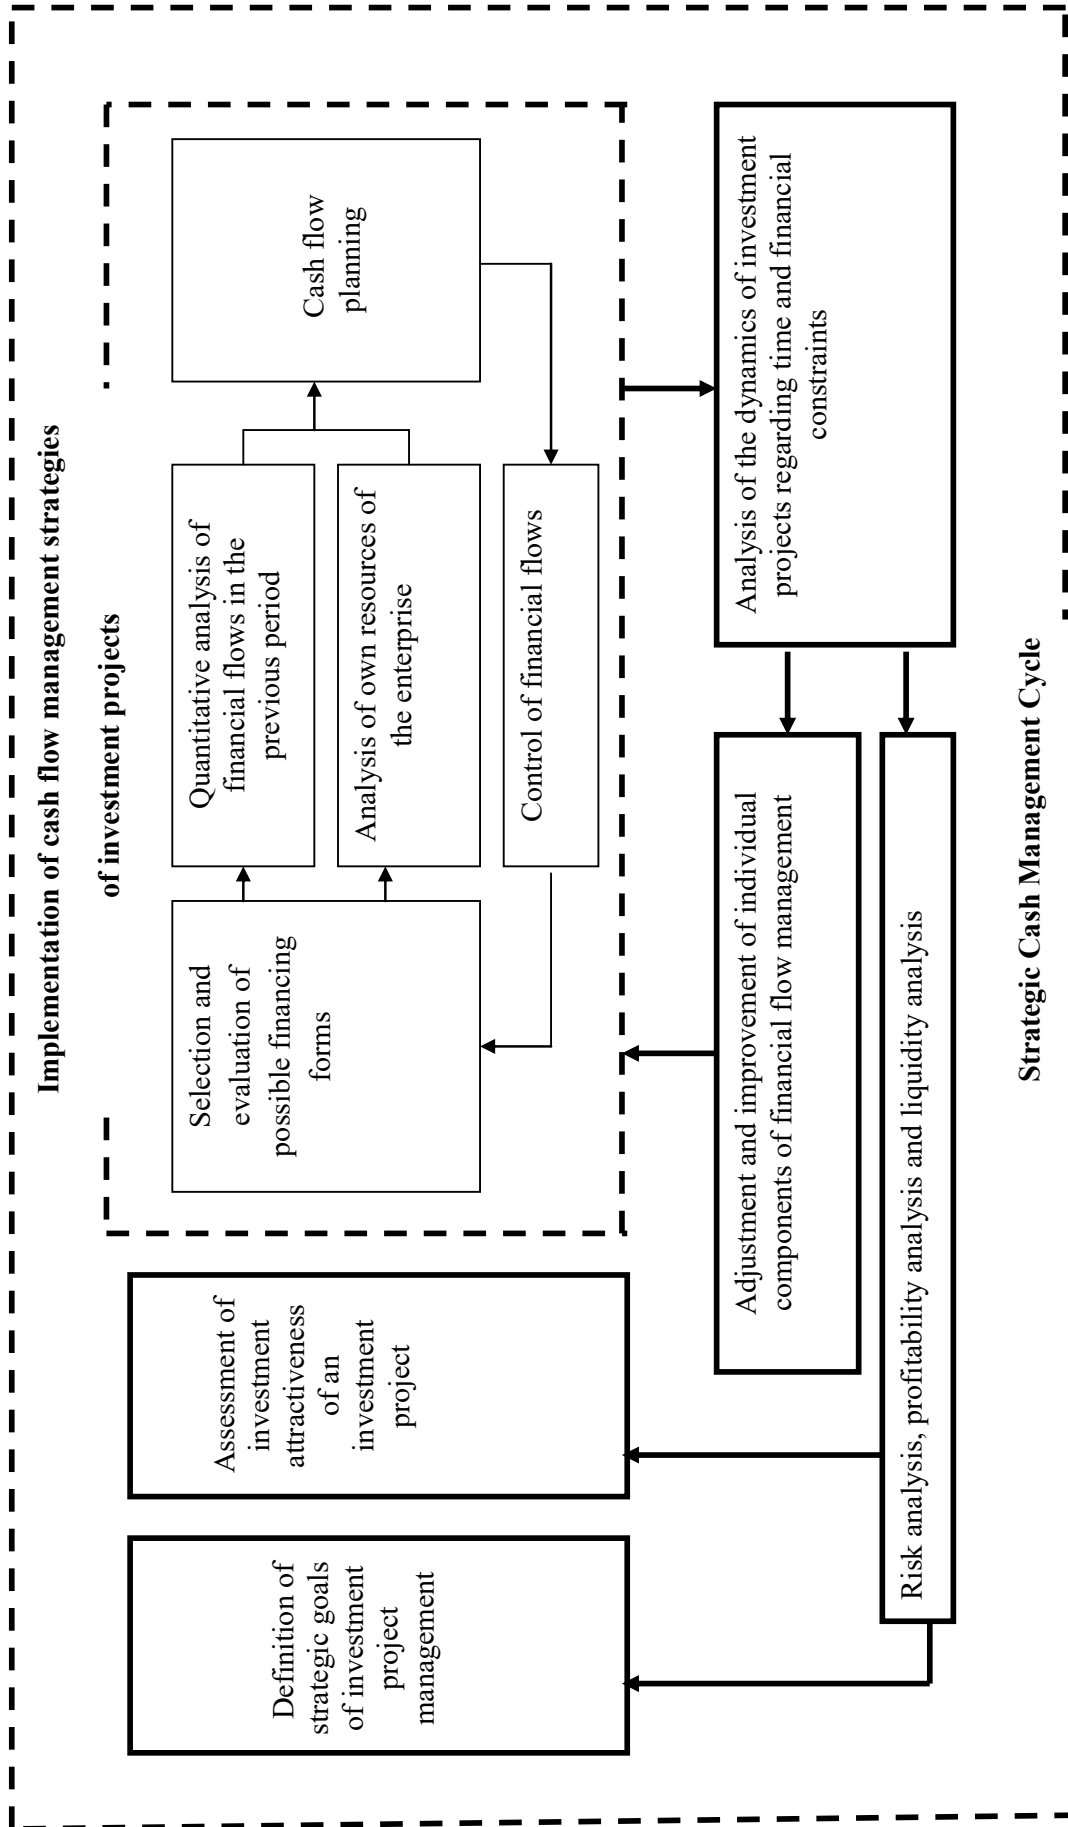 Implementation of cash flow management strategies
of investment projects
Definition of
strategic goals
of investment
project
management
Assessment of
investment
attractiveness
of an
investment
project
Selection and
evaluation of
possible financing
forms
Quantitative analysis of
financial flows in the
previous period
Analysis of own resources of
the enterprise
Control of financial flows
Cash flow
planning
Adjustment and improvement of individual
components of financial flow management
Risk analysis, profitability analysis and liquidity analysis
Analysis of the dynamics of investment
projects regarding time and financial
constraints
Strategic Cash Management Cycle